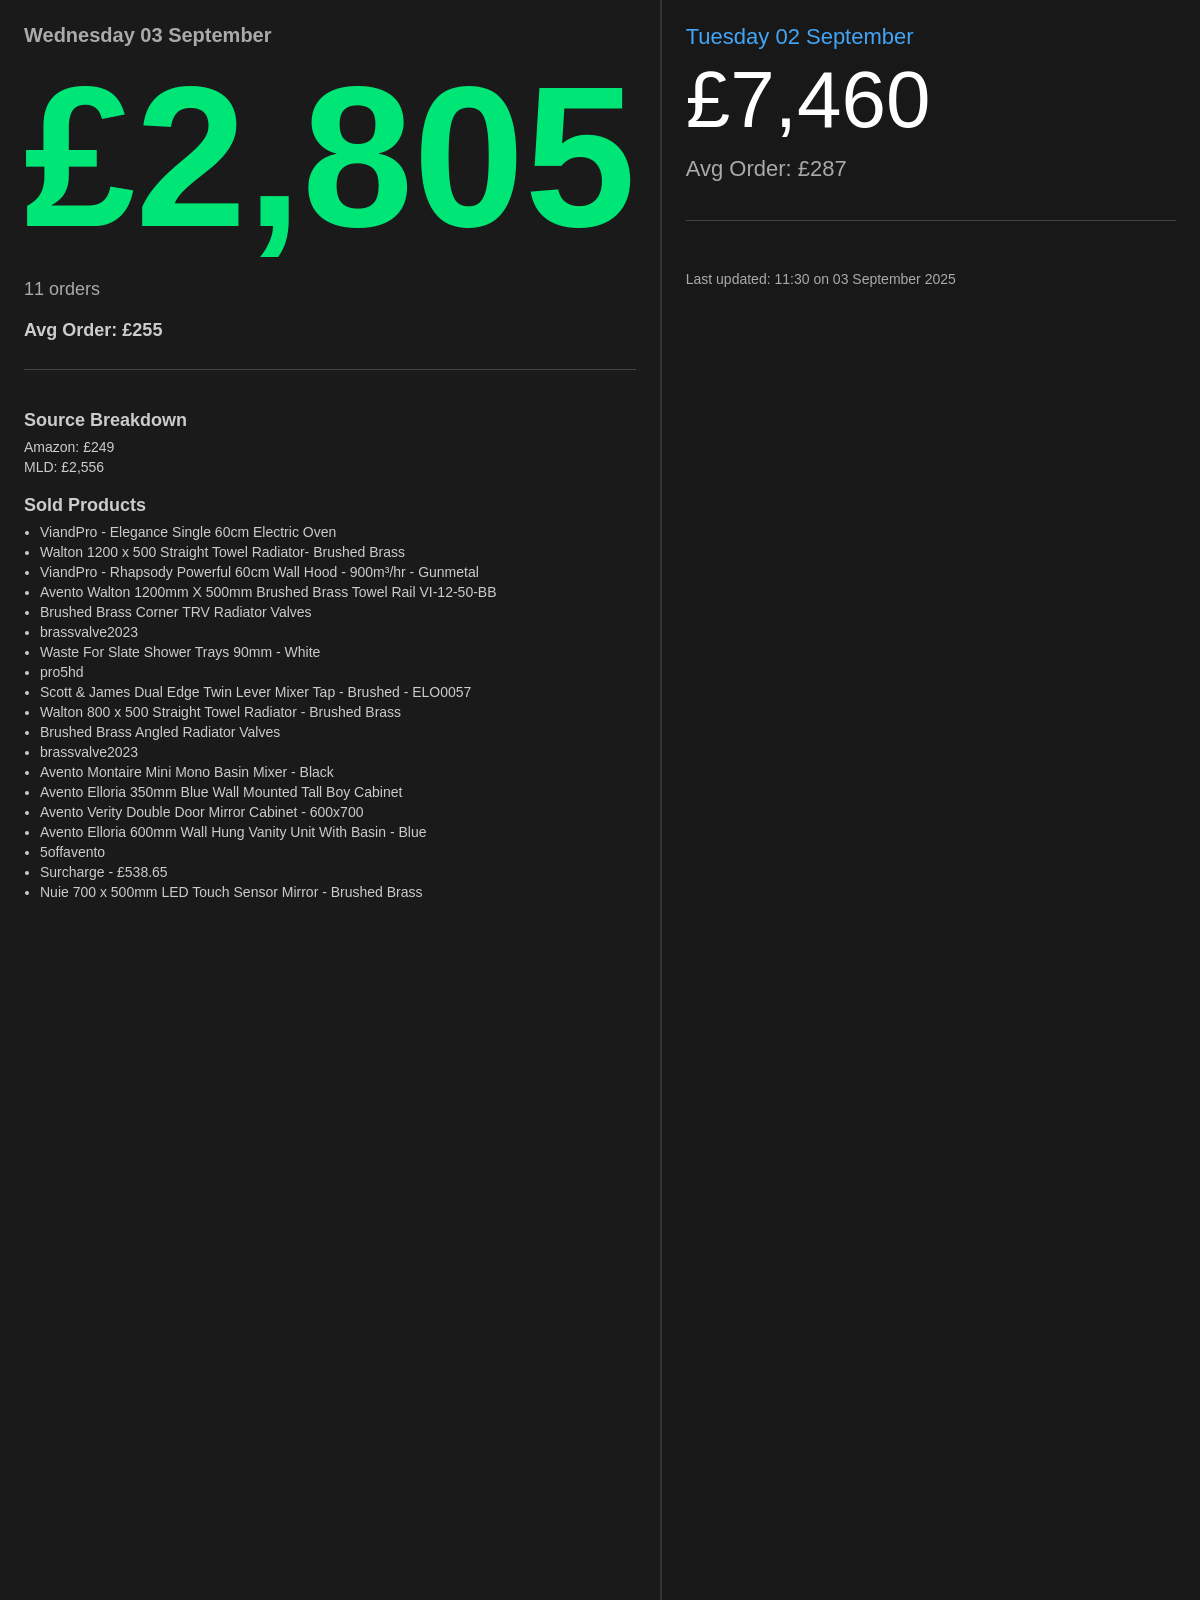 Wednesday 03 September
£2,805
11 orders
Avg Order: £255
Source Breakdown
Amazon: £249
MLD: £2,556
Sold Products
• ViandPro - Elegance Single 60cm Electric Oven
• Walton 1200 x 500 Straight Towel Radiator- Brushed Brass
• ViandPro - Rhapsody Powerful 60cm Wall Hood - 900m³/hr - Gunmetal
• Avento Walton 1200mm X 500mm Brushed Brass Towel Rail VI-12-50-BB
• Brushed Brass Corner TRV Radiator Valves
• brassvalve2023
• Waste For Slate Shower Trays 90mm - White
• pro5hd
• Scott & James Dual Edge Twin Lever Mixer Tap - Brushed - ELO0057
• Walton 800 x 500 Straight Towel Radiator - Brushed Brass
• Brushed Brass Angled Radiator Valves
• brassvalve2023
• Avento Montaire Mini Mono Basin Mixer - Black
• Avento Elloria 350mm Blue Wall Mounted Tall Boy Cabinet
• Avento Verity Double Door Mirror Cabinet - 600x700
• Avento Elloria 600mm Wall Hung Vanity Unit With Basin - Blue
• 5offavento
• Surcharge - £538.65
• Nuie 700 x 500mm LED Touch Sensor Mirror - Brushed Brass
Tuesday 02 September
£7,460
Avg Order: £287
Last updated: 11:30 on 03 September 2025